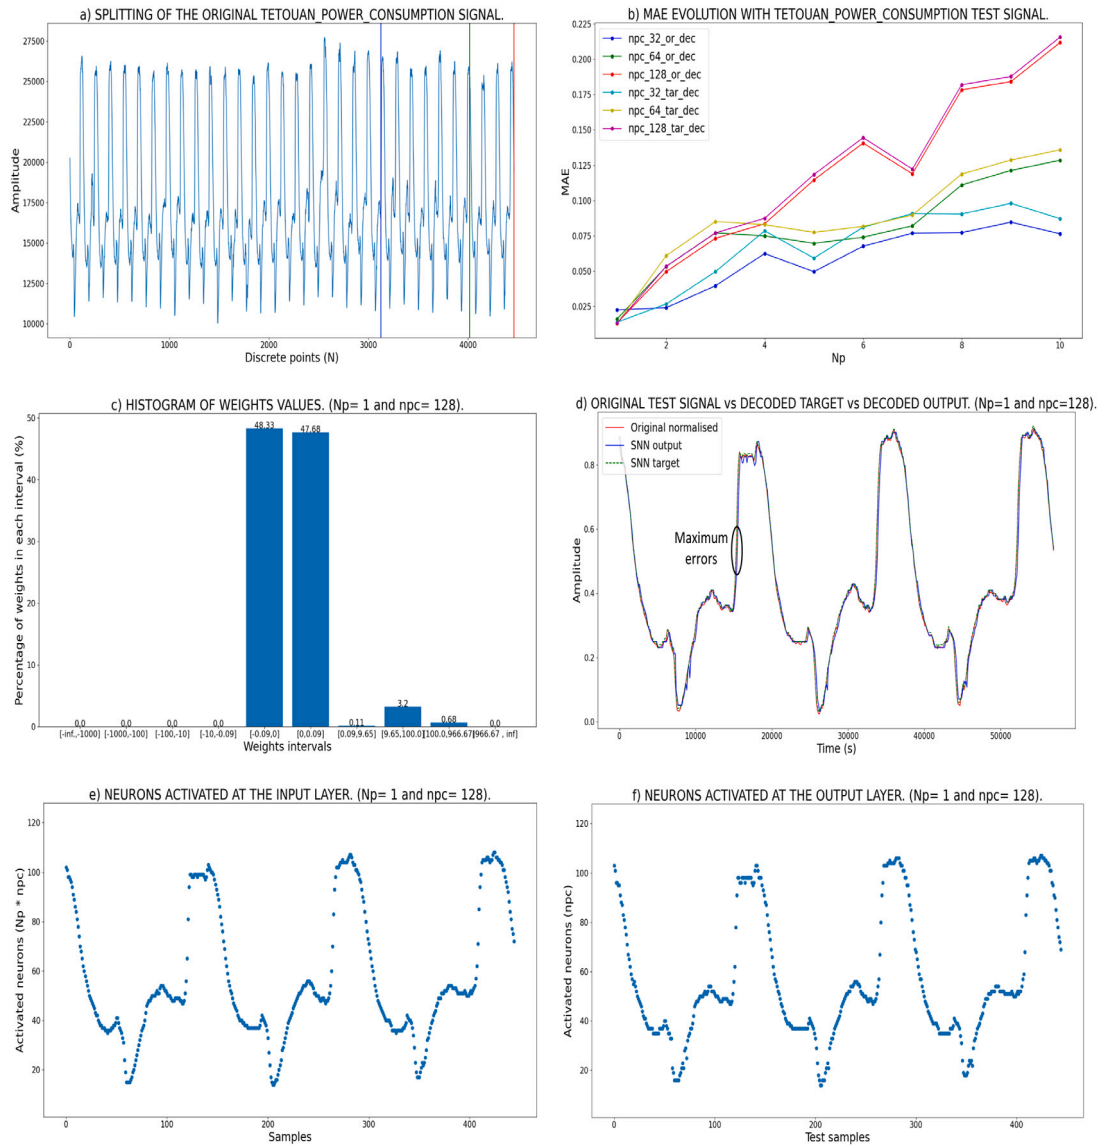 a) SPLITTING OF THE ORIGINAL TETOUAN_POWER_CONSUMPTION SIGNAL.
27500
25000
22500
20000
17500
15000
12500
10000
Amplitude
0
1000
2000
3000
4000
Discrete points (N)
b) MAE EVOLUTION WITH TETOUAN_POWER_CONSUMPTION TEST SIGNAL.
npc_32_or_dec
npc_64_or_dec
npc_128_or_dec
npc_32_tar_dec
npc_64_tar_dec
npc_128_tar_dec
0.225
0.200
0.175
0.150
0.125
0.100
0.075
0.050
0.025
MAE
2
4
6
8
10
Np
c) HISTOGRAM OF WEIGHTS VALUES. (Np= 1 and npc= 128).
50
40
30
20
10
0
Percentage of weights in each interval (%)
0,0
0,0
0,0
0,0
48.33
47.68
0.11
3.2
0.68
0.0
[-inf.,-1000]
[-1000,-100]
[-100,-10]
[-10,-0.09]
[-0.09,0]
[0,0.09]
[0.09,9.65]
[9.65,100.0]
[100.0,966.67]
[966.67 , inf]
Weights intervals
d) ORIGINAL TEST SIGNAL vs DECODED TARGET vs DECODED OUTPUT. (Np=1 and npc=128).
Original normalised
SNN output
SNN target
Maximum
errors
0.8
0.6
0.4
0.2
0.0
Amplitude
0
10000
20000
30000
40000
50000
Time (s)
e) NEURONS ACTIVATED AT THE INPUT LAYER. (Np= 1 and npc= 128).
120
100
80
60
40
20
Activated neurons (Np * npc)
0
100
200
300
400
Samples
f) NEURONS ACTIVATED AT THE OUTPUT LAYER. (Np= 1 and npc= 128).
120
100
80
60
40
20
Activated neurons (npc)
0
100
200
300
400
Test samples